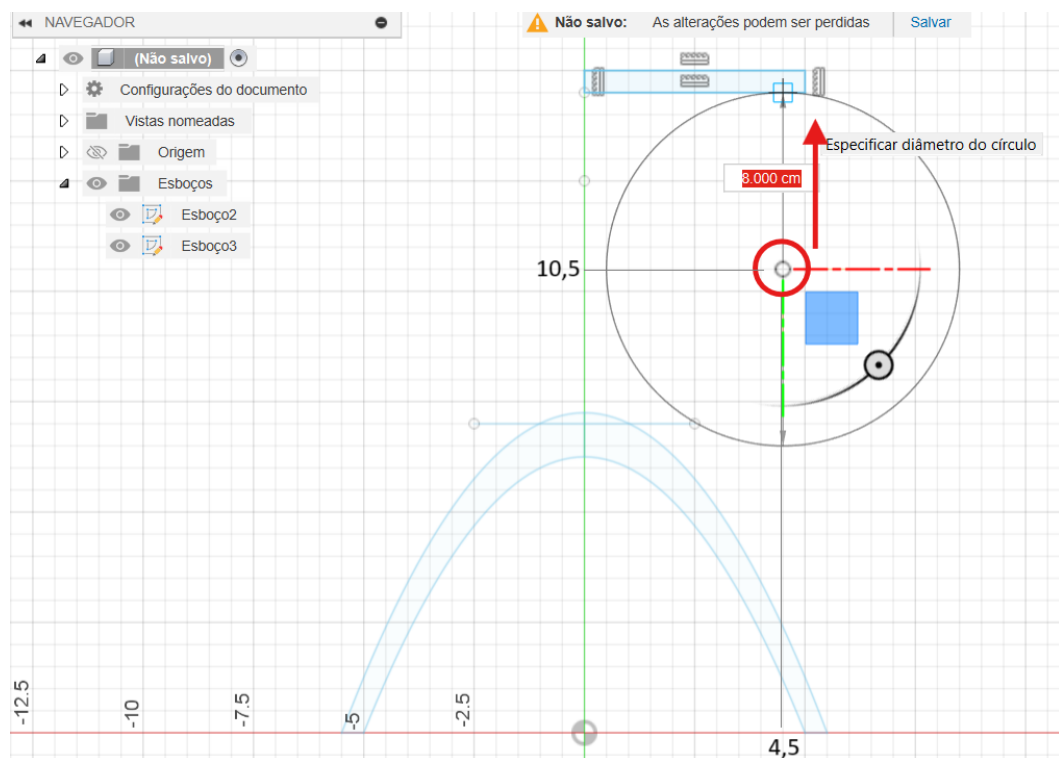 NAVEGADOR
Não salvo: As alterações podem ser perdidas Salvar
(Não salvo)
Configurações do documento
Vistas nomeadas
Origem
Esboços
Esboço2
Esboço3
Especificar diâmetro do círculo
8.000 cm
10,5
-12.5
-10
-7.5
-5
-2.5
4,5